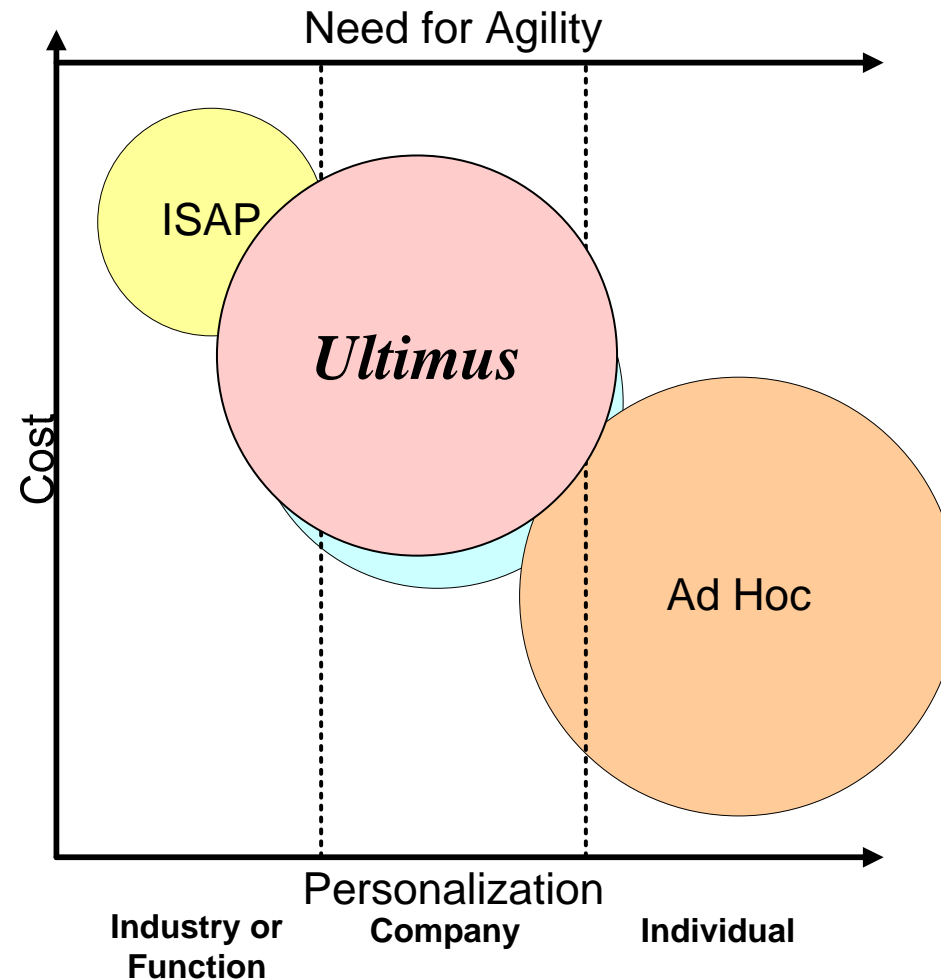 Need for Agility
ISAP
Ultimus
Cost
Ad Hoc
Personalization
Industry or
Function
Company
Individual